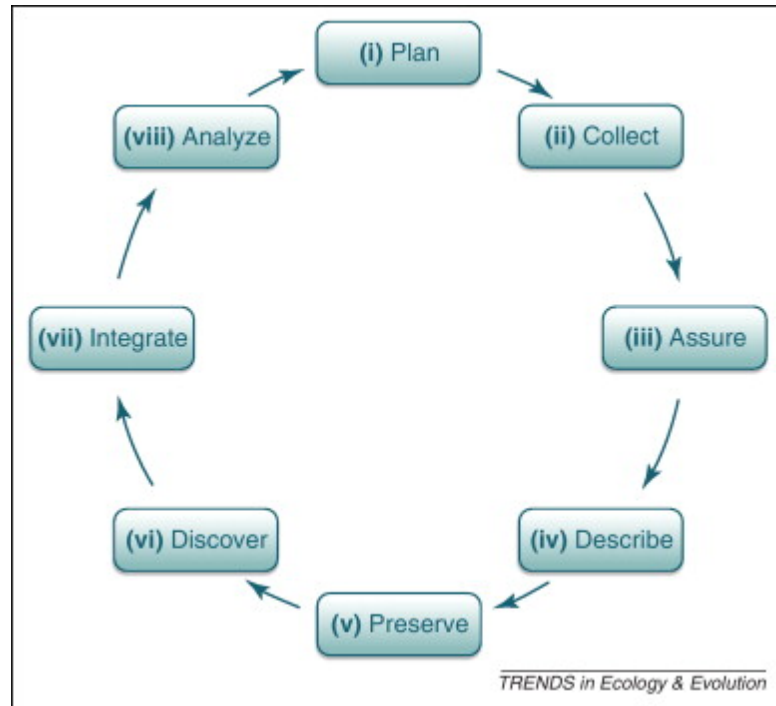 (i) Plan
(ii) Collect
(iii) Assure
(iv) Describe
(v) Preserve
(vi) Discover
(vii) Integrate
(viii) Analyze
TRENDS in Ecology & Evolution